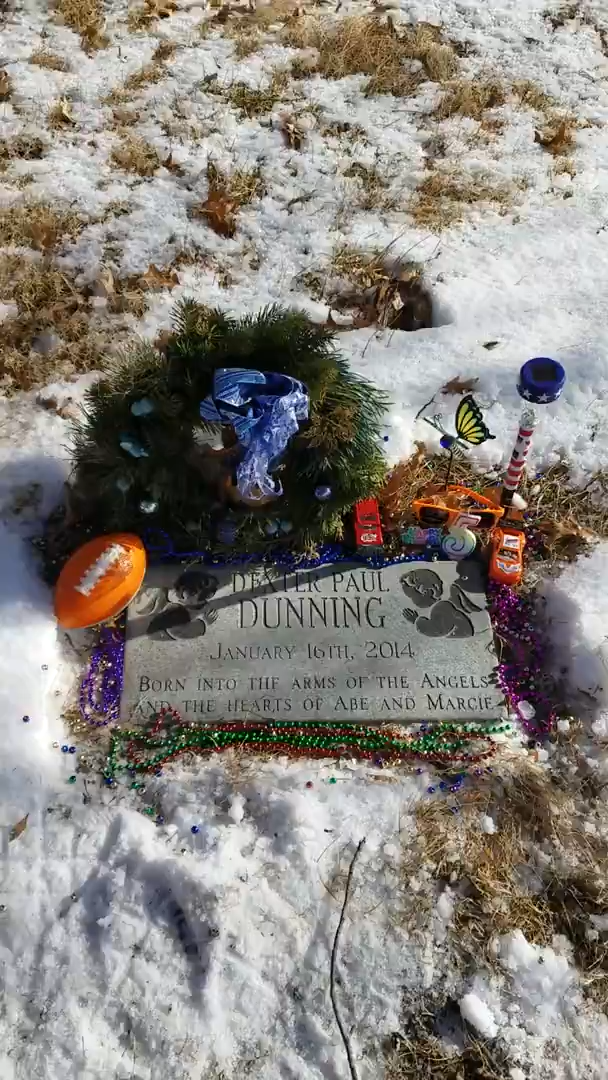 DEXTER PAUL
DUNNING
JANUARY 16TH, 2014
BORN INTO THE ARMS OF THE ANGELS
AND THE HEARTS OF ABE AND MARCIE